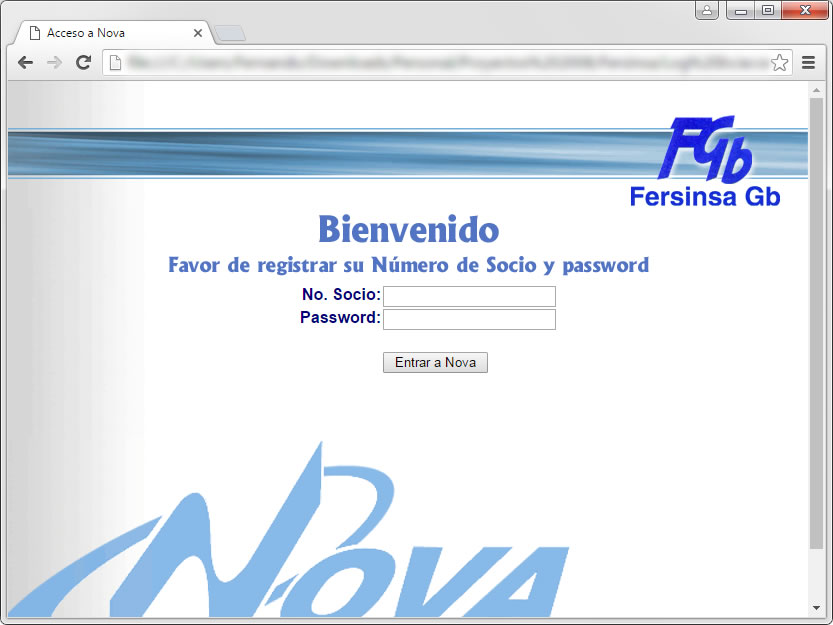 Acceso a Nova
FGb
Fersinsa Gb
Bienvenido
Favor de registrar su Número de Socio y password
No. Socio:
Password:
Entrar a Nova
NOVA